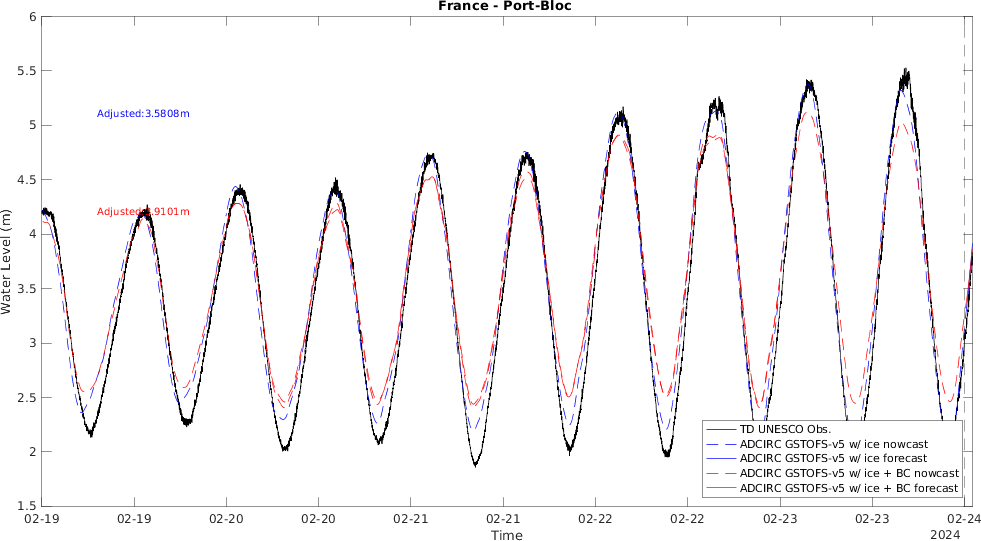 France - Port-Bloc
6
5.5
5
4.5
4
3.5
3
2.5
2
1.5
Water Level (m)
Adjusted:3.5808m
Adjusted:3.9101m
TD UNESCO Obs.
ADCIRC GSTOFS-v5 w/ ice nowcast
ADCIRC GSTOFS-v5 w/ ice forecast
ADCIRC GSTOFS-v5 w/ ice + BC nowcast
ADCIRC GSTOFS-v5 w/ ice + BC forecast
02-19 02-19 02-20 02-20 02-21 02-21 02-22 02-22 02-23 02-23 02-24
Time
2024